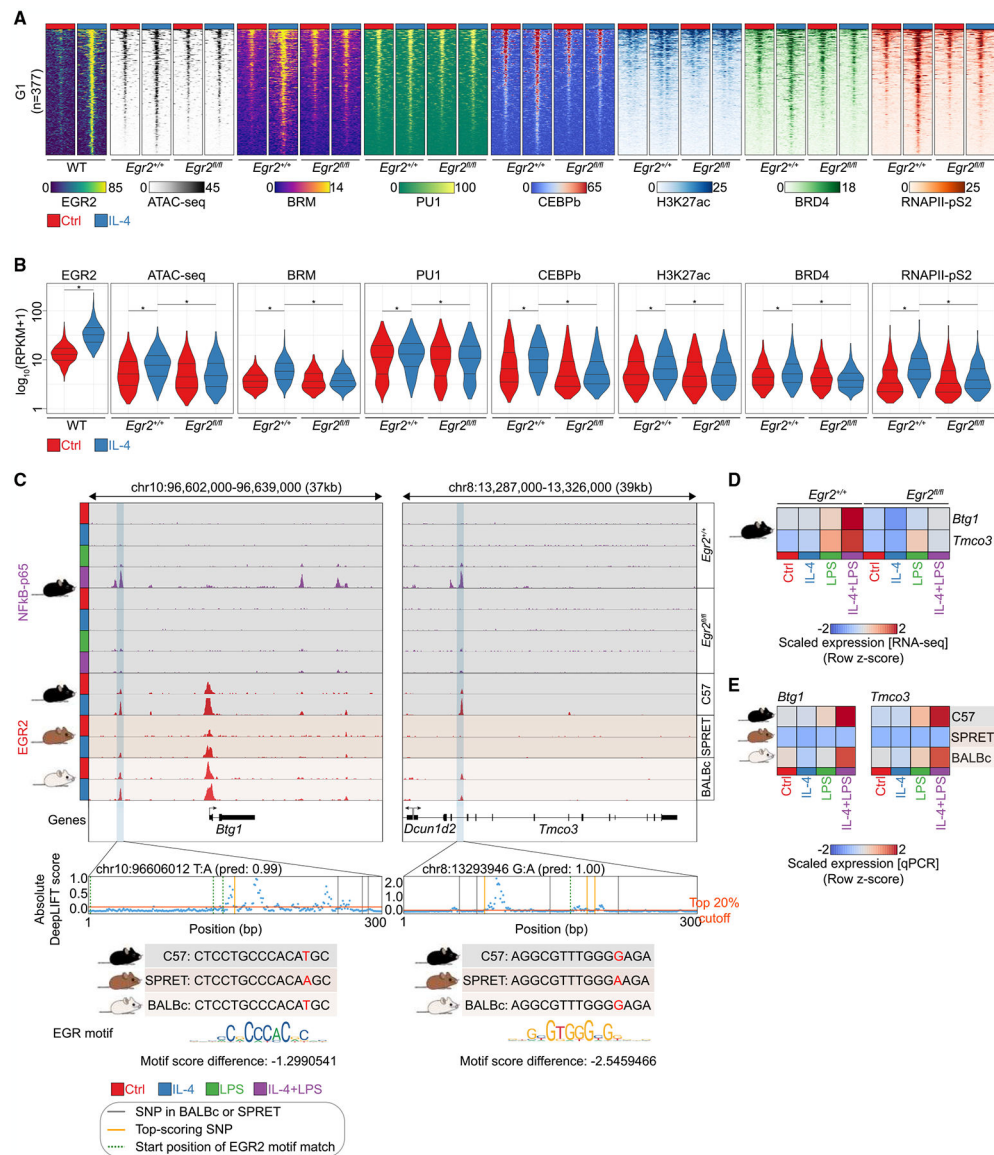 A
G1
(n=377)
WT Egr2+/+ Egr2fl/fl Egr2+/+ Egr2fl/fl Egr2+/+ Egr2fl/fl Egr2+/+ Egr2fl/fl Egr2+/+ Egr2fl/fl Egr2+/+ Egr2fl/fl Egr2+/+ Egr2fl/fl
0 85 0 45 0 14 0 100 0 65 0 25 0 18 0 25
EGR2 ATAC-seq BRM PU1 CEBPb H3K27ac BRD4 RNAPII-pS2
Ctrl IL-4
B
EGR2 ATAC-seq BRM PU1 CEBPb H3K27ac BRD4 RNAPII-pS2
* * * * * * * * * * * * * * *
log10(RPKM+1)
100
10
1
WT Egr2+/+ Egr2fl/fl Egr2+/+ Egr2fl/fl Egr2+/+ Egr2fl/fl Egr2+/+ Egr2fl/fl Egr2+/+ Egr2fl/fl Egr2+/+ Egr2fl/fl Egr2+/+ Egr2fl/fl
Ctrl IL-4
C
chr10:96,602,000-96,639,000 (37kb) chr8:13,287,000-13,326,000 (39kb)
NFkB-p65
EGR2
Egr2+/+
Egr2fl/fl
C57
SPRET
BALBc
Genes
Btg1
Dcun1d2 Tmco3
chr10:96606012 T:A (pred: 0.99) chr8:13293946 G:A (pred: 1.00)
Absolute
DeepLIFT score
1.0
0.5
0.0
2.0
1.0
0.0
Top 20%
cutoff
1 Position (bp) 300 1 Position (bp) 300
C57: CTCCTGCCCACATGC C57: AGGCGTTTGGGGAGA
SPRET: CTCCTGCCCACAAGC SPRET: AGGCGTTTGGGAAGA
BALBc: CTCCTGCCCACATGC BALBc: AGGCGTTTGGGGAGA
EGR motif
Motif score difference: -1.2990541 Motif score difference: -2.5459466
Ctrl IL-4 LPS IL-4+LPS
SNP in BALBc or SPRET
Top-scoring SNP
Start position of EGR2 motif match
D
Egr2+/+ Egr2fl/fl
Btg1
Tmco3
Ctrl IL-4 LPS IL-4+LPS Ctrl IL-4 LPS IL-4+LPS
-2 2
Scaled expression [RNA-seq]
(Row z-score)
E
Btg1 Tmco3
C57
SPRET
BALBc
Ctrl IL-4 LPS IL-4+LPS Ctrl IL-4 LPS IL-4+LPS
-2 2
Scaled expression [qPCR]
(Row z-score)